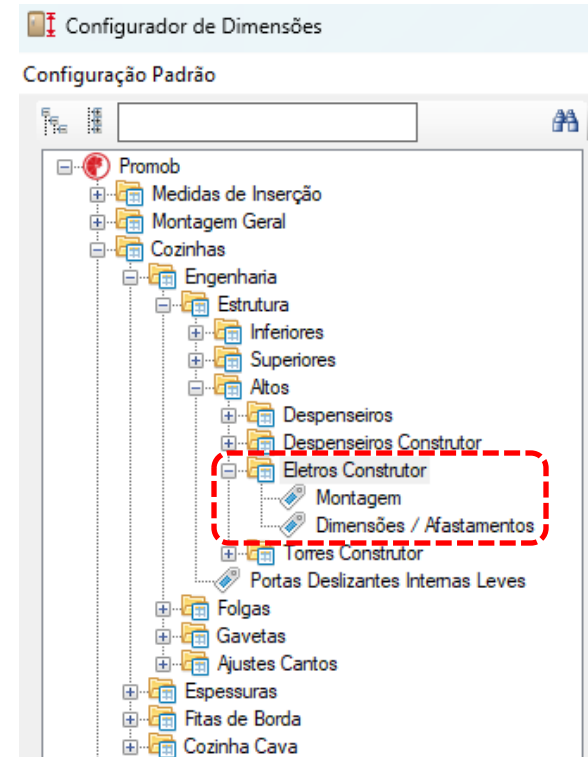 Configurador de Dimensões
Configuração Padrão
Promob
Medidas de Inserção
Montagem Geral
Cozinhas
Engenharia
Estrutura
Inferiores
Superiores
Altos
Despenseiros
Despenseiros Construtor
Eletros Construtor
Montagem
Dimensões / Afastamentos
Torres Construtor
Portas Deslizantes Internas Leves
Folgas
Gavetas
Ajustes Cantos
Espessuras
Fitas de Borda
Cozinha Cava